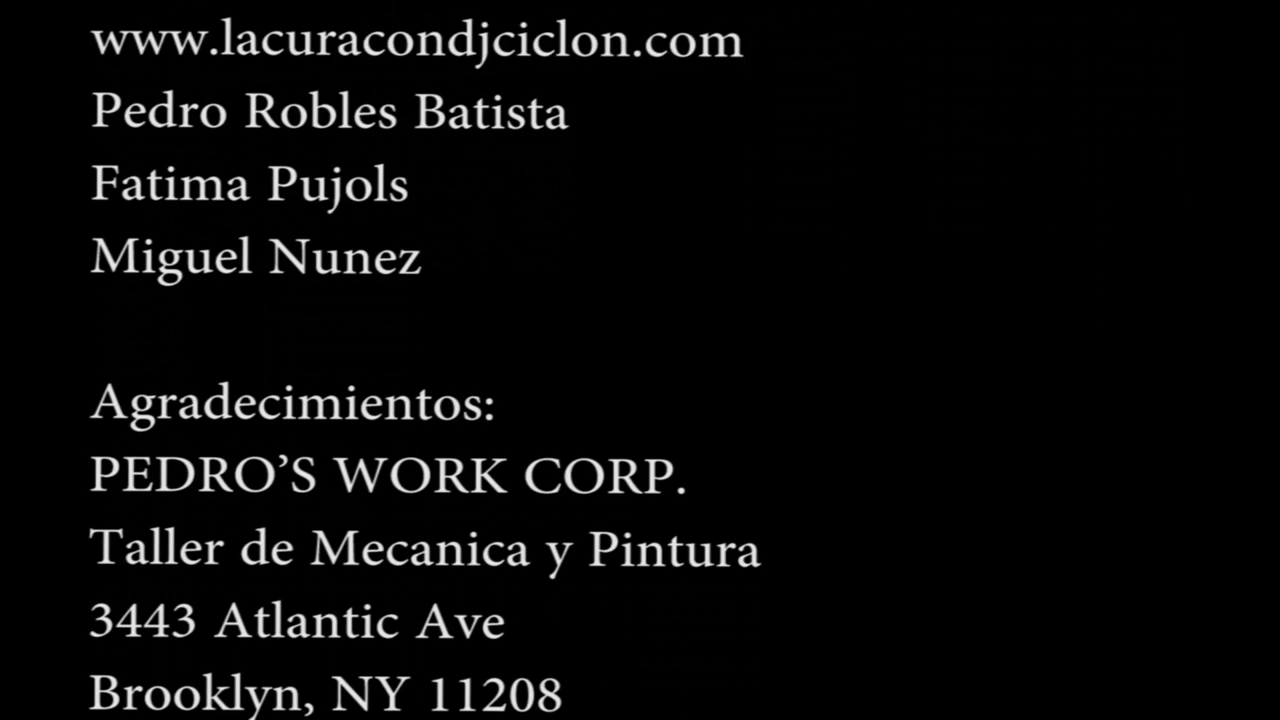 www.lacuracondjciclon.com
Pedro Robles Batista
Fatima Pujols
Miguel Nunez
Agradecimientos:
PEDRO’S WORK CORP.
Taller de Mecanica y Pintura
3443 Atlantic Ave
Brooklyn, NY 11208